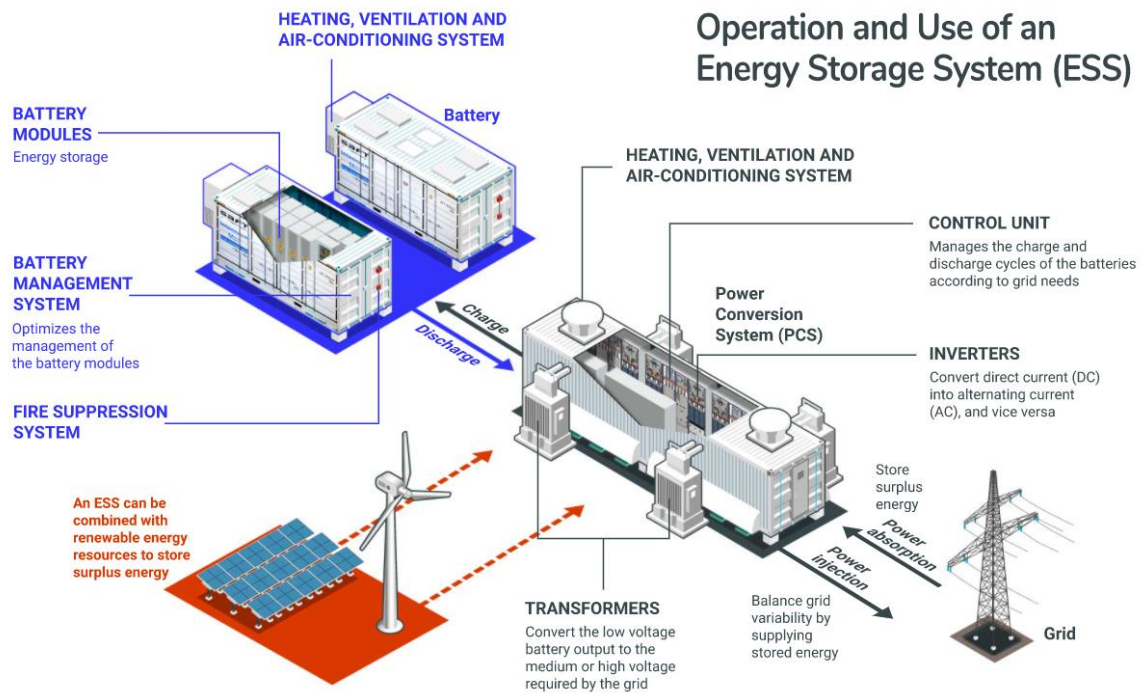 Operation and Use of an
Energy Storage System (ESS)
HEATING, VENTILATION AND
AIR-CONDITIONING SYSTEM
Battery
BATTERY
MODULES
Energy storage
BATTERY
MANAGEMENT
SYSTEM
Optimizes the
management of
the battery modules
FIRE SUPPRESSION
SYSTEM
saft
Charge
Discharge
HEATING, VENTILATION AND
AIR-CONDITIONING SYSTEM
Power
Conversion
System (PCS)
CONTROL UNIT
Manages the charge and
discharge cycles of the batteries
according to grid needs
INVERTERS
Convert direct current (DC)
into alternating current
(AC), and vice versa
An ESS can be
combined with
renewable energy
resources to store
surplus energy
TRANSFORMERS
Convert the low voltage
battery output to the
medium or high voltage
required by the grid
Store
surplus
energy
Power
absorption
Power
injection
Balance grid
variability by
supplying
stored energy
Grid